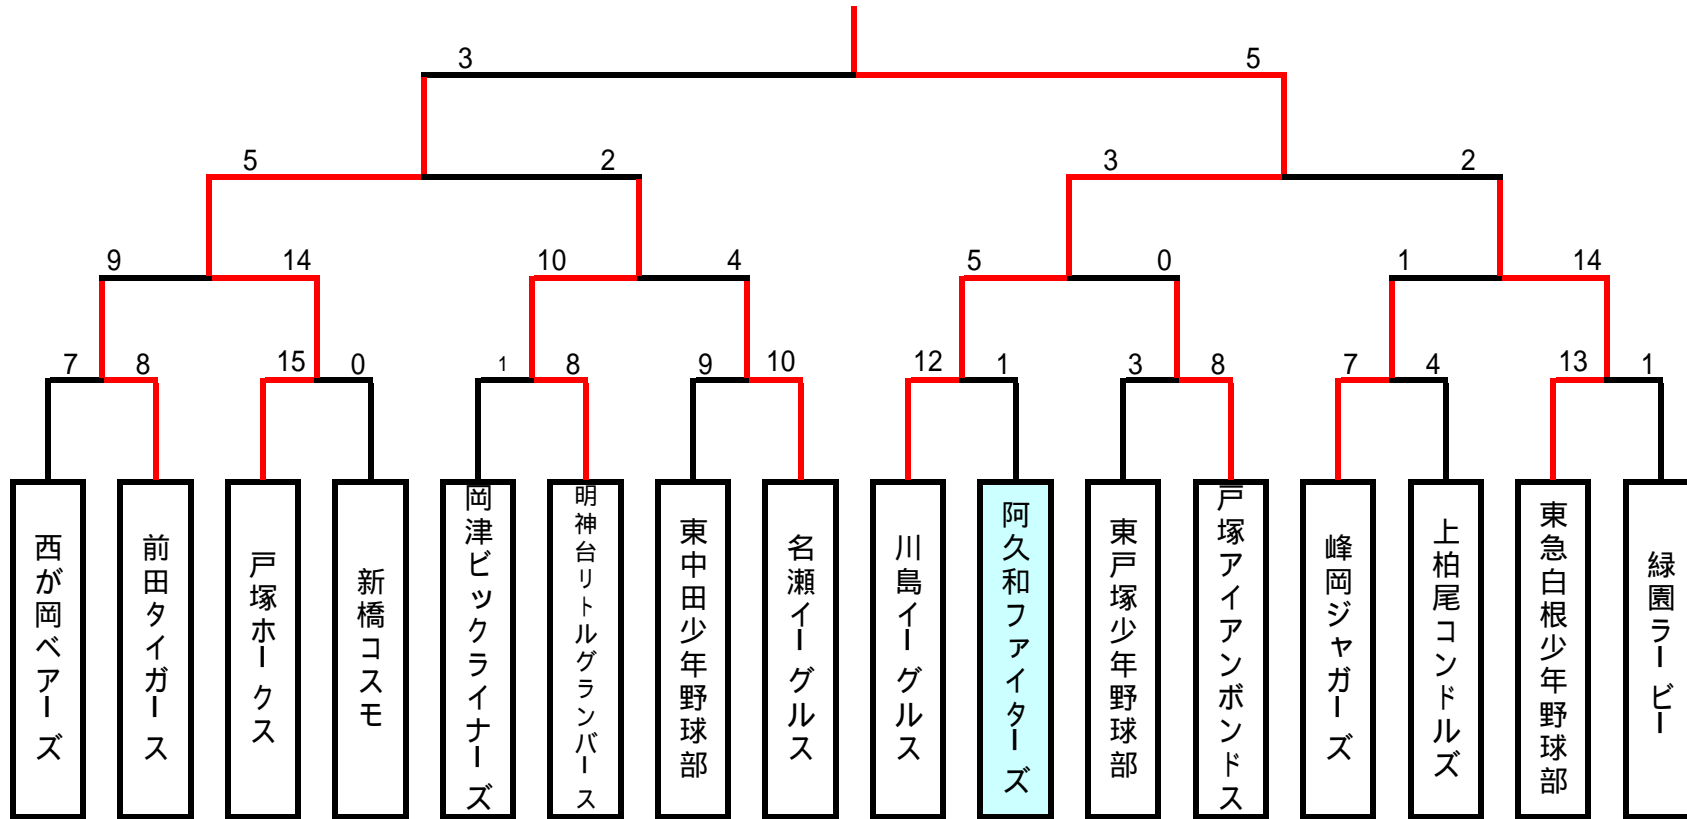 3 5
5 2 3 2
9 14 10 4 5 0 1 14
7 8 15 0 1 8 9 10 12 1 3 8 7 4 13 1
西が岡ベアーズ
前田タイガース
戸塚ホークス
新橋コスモ
岡津ビックライナーズ
明神台リトルグランバース
東中田少年野球部
名瀬イーグルス
川島イーグルス
阿久和ファイターズ
東戸塚少年野球部
戸塚アイアンボンドス
峰岡ジャガーズ
上柏尾コンドルズ
東急白根少年野球部
緑園ラービー